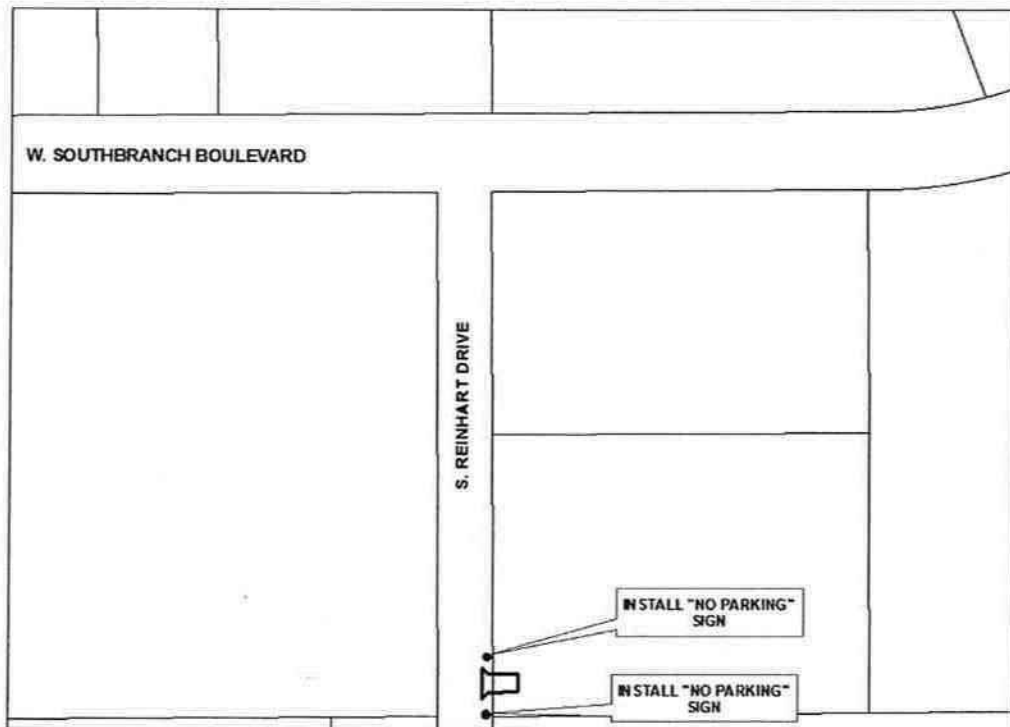 W. SOUTHBRANCH BOULEVARD
S. REINHART DRIVE
INSTALL "NO PARKING"
SIGN
INSTALL "NO PARKING"
SIGN